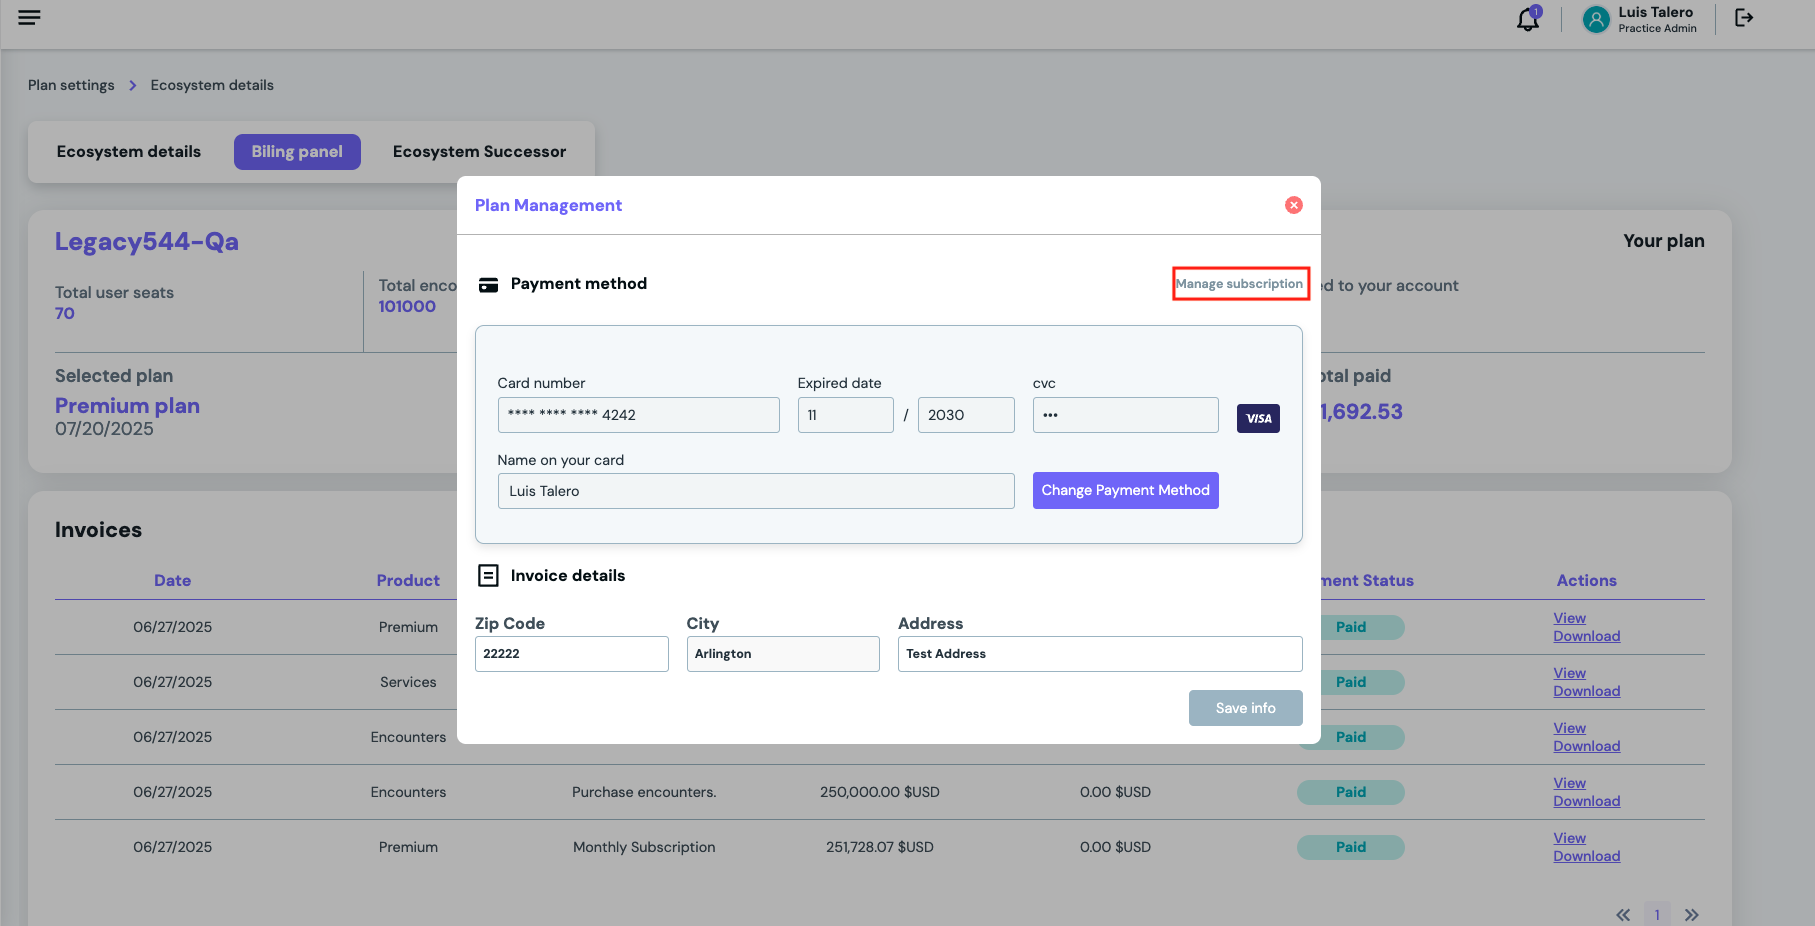 1
Luis Talero
Practice Admin
Plan settings
Ecosystem details
Ecosystem details
Biling panel
Ecosystem Successor
Plan Management
Legacy544-Qa
Your plan
Total user seats
70
Total enco
101000
ed to your account
Payment method
Manage subscription
Selected plan
Premium plan
07/20/2025
otal paid
1,692.53
Card number
Expired date
cvc
**** **** **** 4242
11
/
2030
•••
VISA
Name on your card
Luis Talero
Change Payment Method
Invoices
Invoice details
Date
Product
ment Status
Actions
Zip Code
City
Address
22222
Arlington
Test Address
Save info
06/27/2025
Premium
Paid
View
Download
06/27/2025
Services
Paid
View
Download
06/27/2025
Encounters
Paid
View
Download
06/27/2025
Encounters
Purchase encounters.
250,000.00 $USD
0.00 $USD
Paid
View
Download
06/27/2025
Premium
Monthly Subscription
251,728.07 $USD
0.00 $USD
Paid
View
Download
1